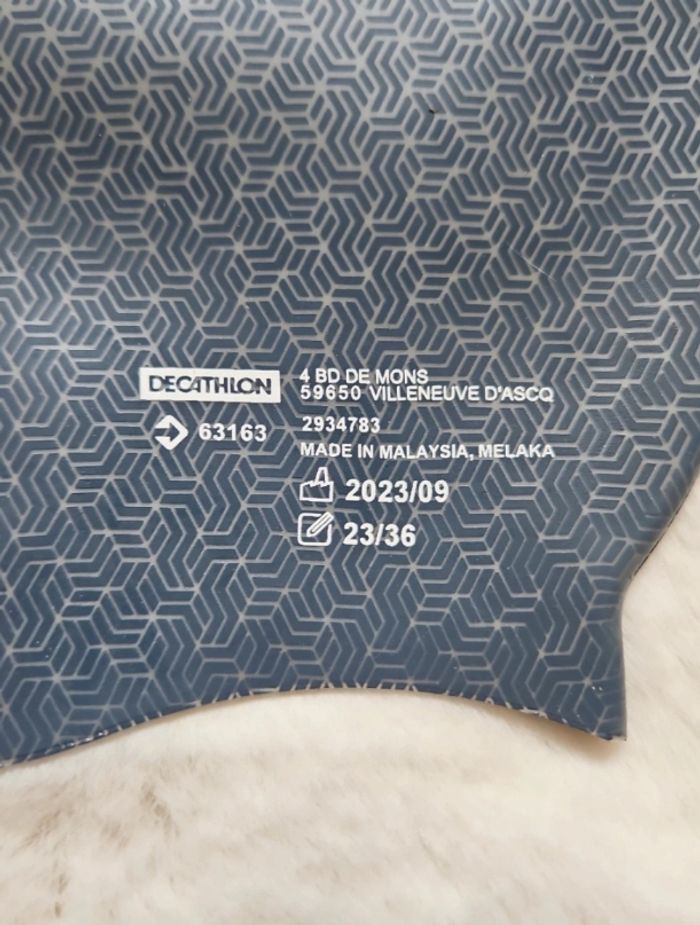 DECATHLON
4 BD DE MONS
59650 VILLENEUVE D'ASCQ
63163
2934783
MADE IN MALAYSIA, MELAKA
2023/09
23/36